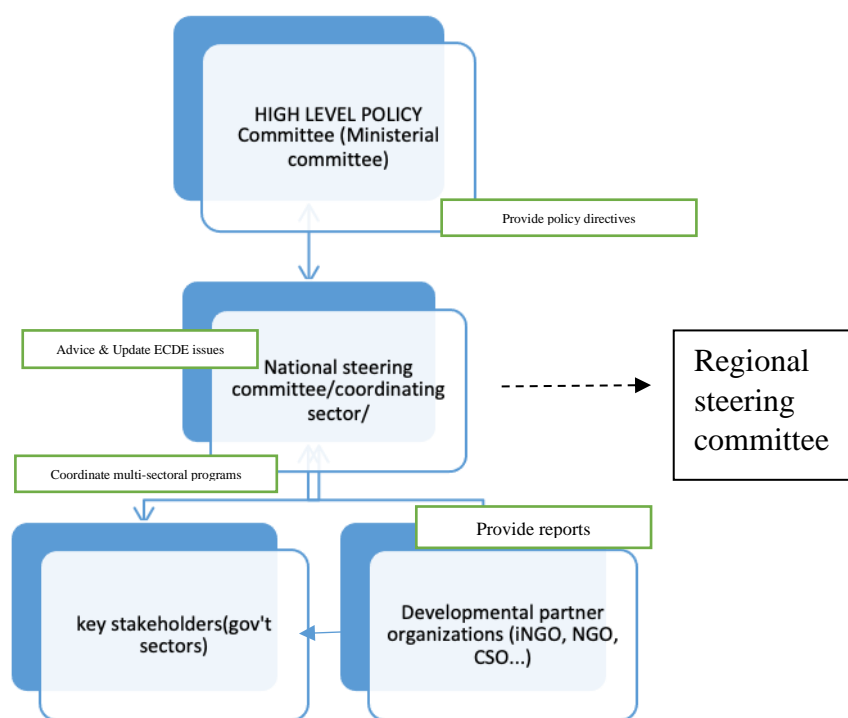 HIGH LEVEL POLICY
Committee (Ministerial
committee)
Provide policy directives
Advice & Update ECDE issues
National steering
committee/coordinating
sector/
Regional
steering
committee
Coordinate multi-sectoral programs
Provide reports
key stakeholders(gov't
sectors)
Developmental partner
organizations (iNGO, NGO,
CSO...)